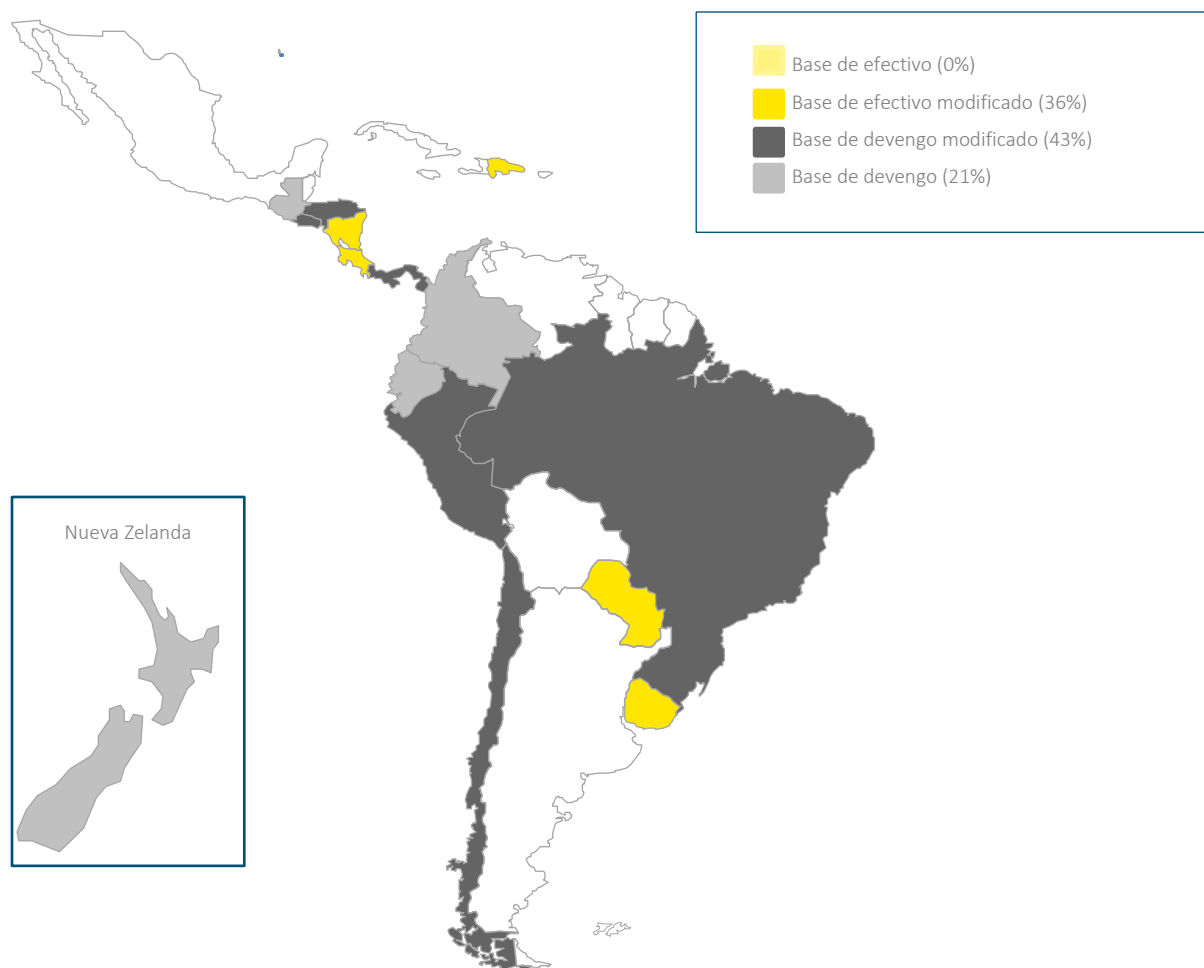 Base de efectivo (0%)
Base de efectivo modificado (36%)
Base de devengo modificado (43%)
Base de devengo (21%)
Nueva Zelanda